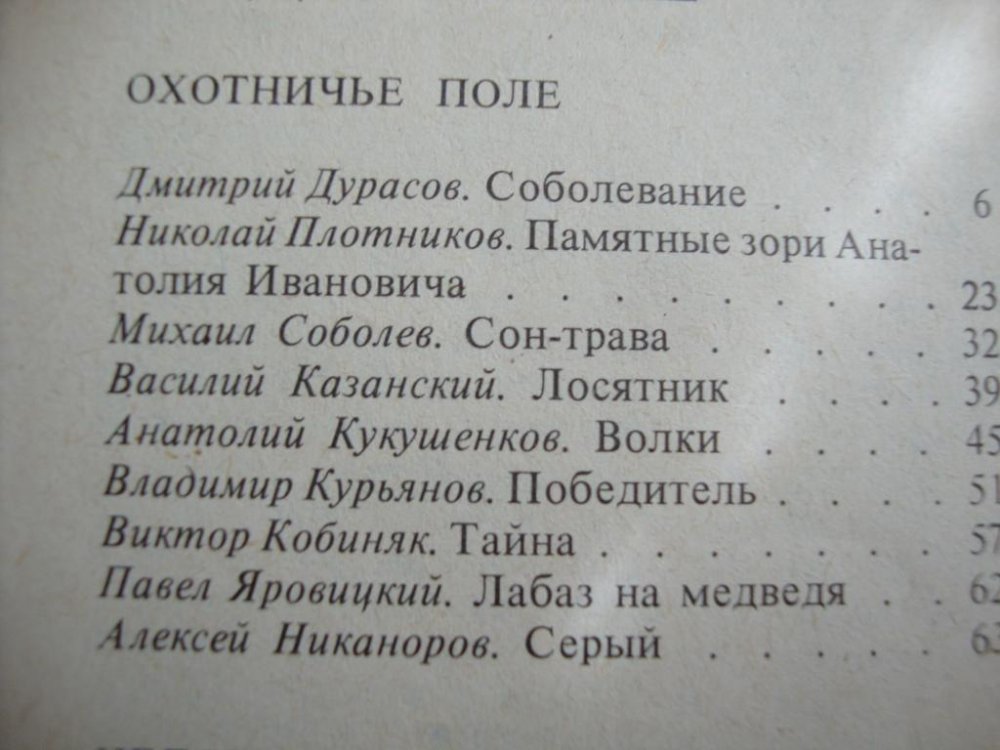 ОХОТНИЧЬЕ ПОЛЕ
Дмитрий Дурасов. Соболевание . . . . 6
Николай Плотников. Памятные зори Ана-
толия Ивановича . . . . . . . . . 23
Михаил Соболев. Сон-трава . . . . . 32
Василий Казанский. Лосятник . . . . 39
Анатолий Кукушенков. Волки . . . . 45
Владимир Курьянов. Победитель . . . . 51
Виктор Кобиняк. Тайна . . . . . . . 57
Павел Яровицкий. Лабаз на медведя . . 62
Алексей Никаноров. Серый . . . . . 63